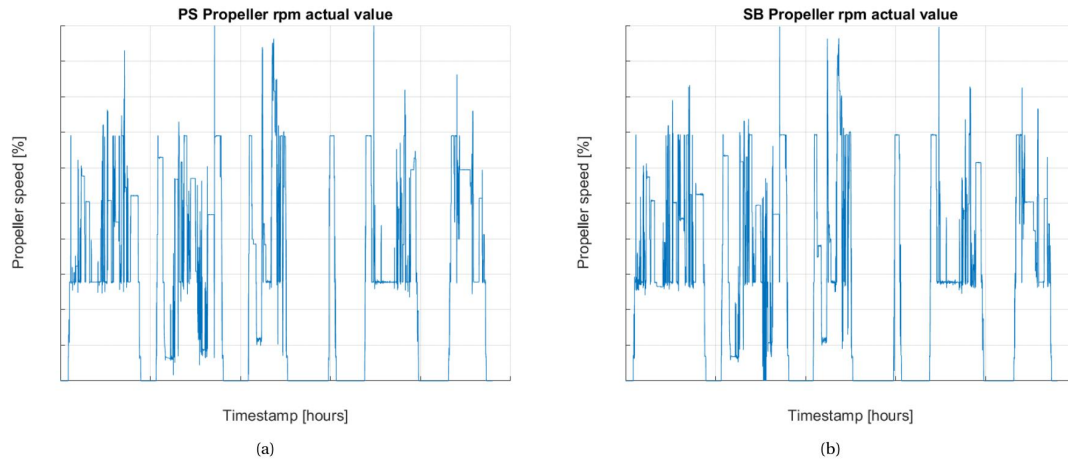 PS Propeller rpm actual value
Propeller speed [%]
Timestamp [hours]
(a)
SB Propeller rpm actual value
Propeller speed [%]
Timestamp [hours]
(b)